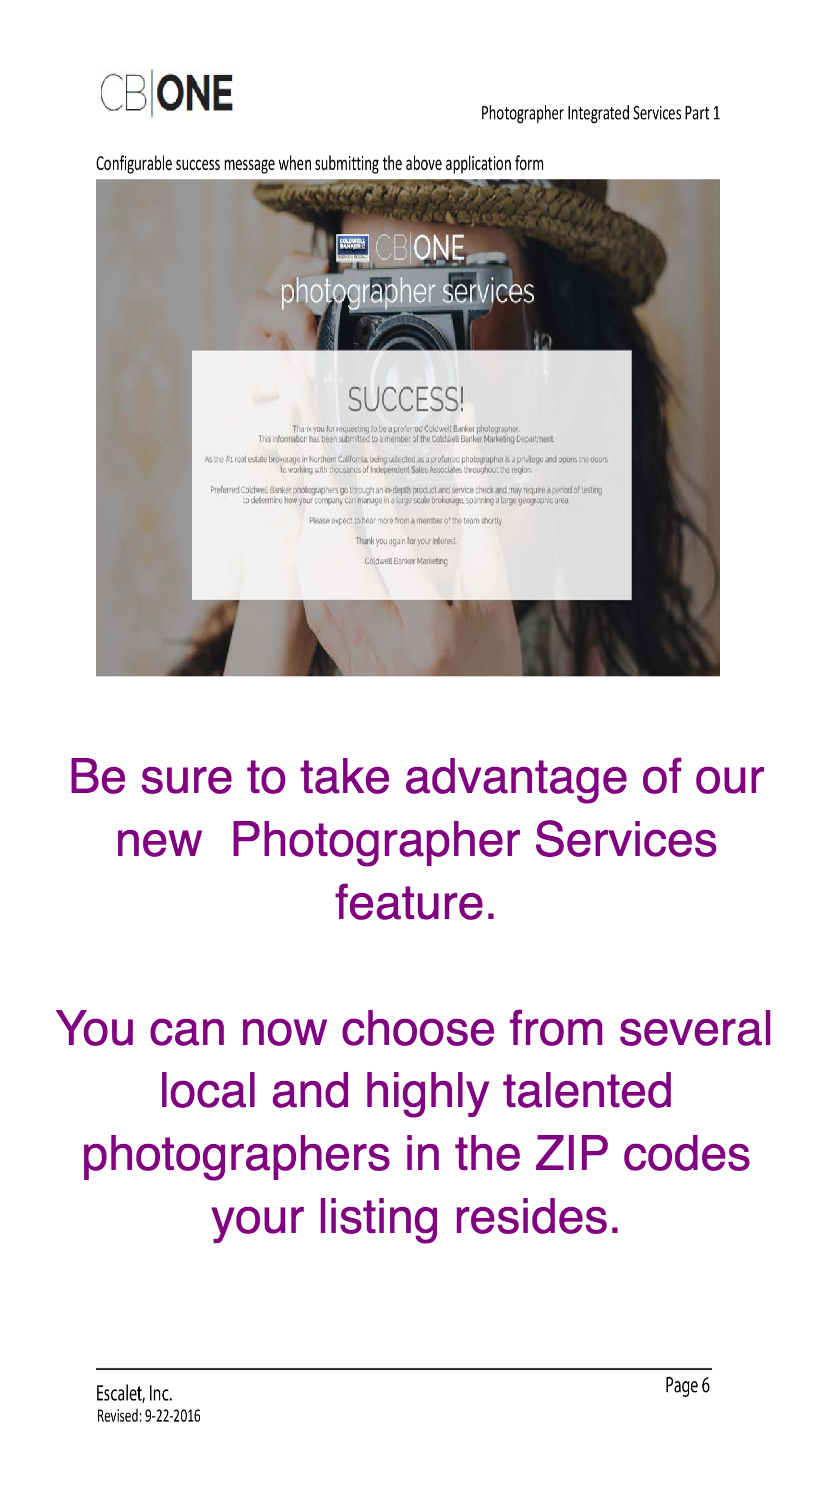 CB|ONE
Photographer Integrated Services Part 1
Configurable success message when submitting the above application form
COLDWELL
BANKER
CB|ONE
photographer services
SUCCESS!
Thank you for requesting to be a preferred Coldwell Banker photographer.
This information has been submitted to a member of the Coldwell Banker Marketing Department.
As the #1 real estate brokerage in Northern California, being selected as a preferred photographer is a privilege and opens the doors
to working with thousands of Independent Sales Associates throughout the region.
Preferred Coldwell Banker photographers go through an in-depth product and service check and may require a period of testing
to determine how your company can manage in a large scale brokerage, spanning a large geographic area.
Please expect to hear more from a member of the team shortly.
Thank you again for your interest.
Coldwell Banker Marketing
Be sure to take advantage of our
new Photographer Services
feature.
You can now choose from several
local and highly talented
photographers in the ZIP codes
your listing resides.
Page 6
Escalet, Inc.
Revised: 9-22-2016